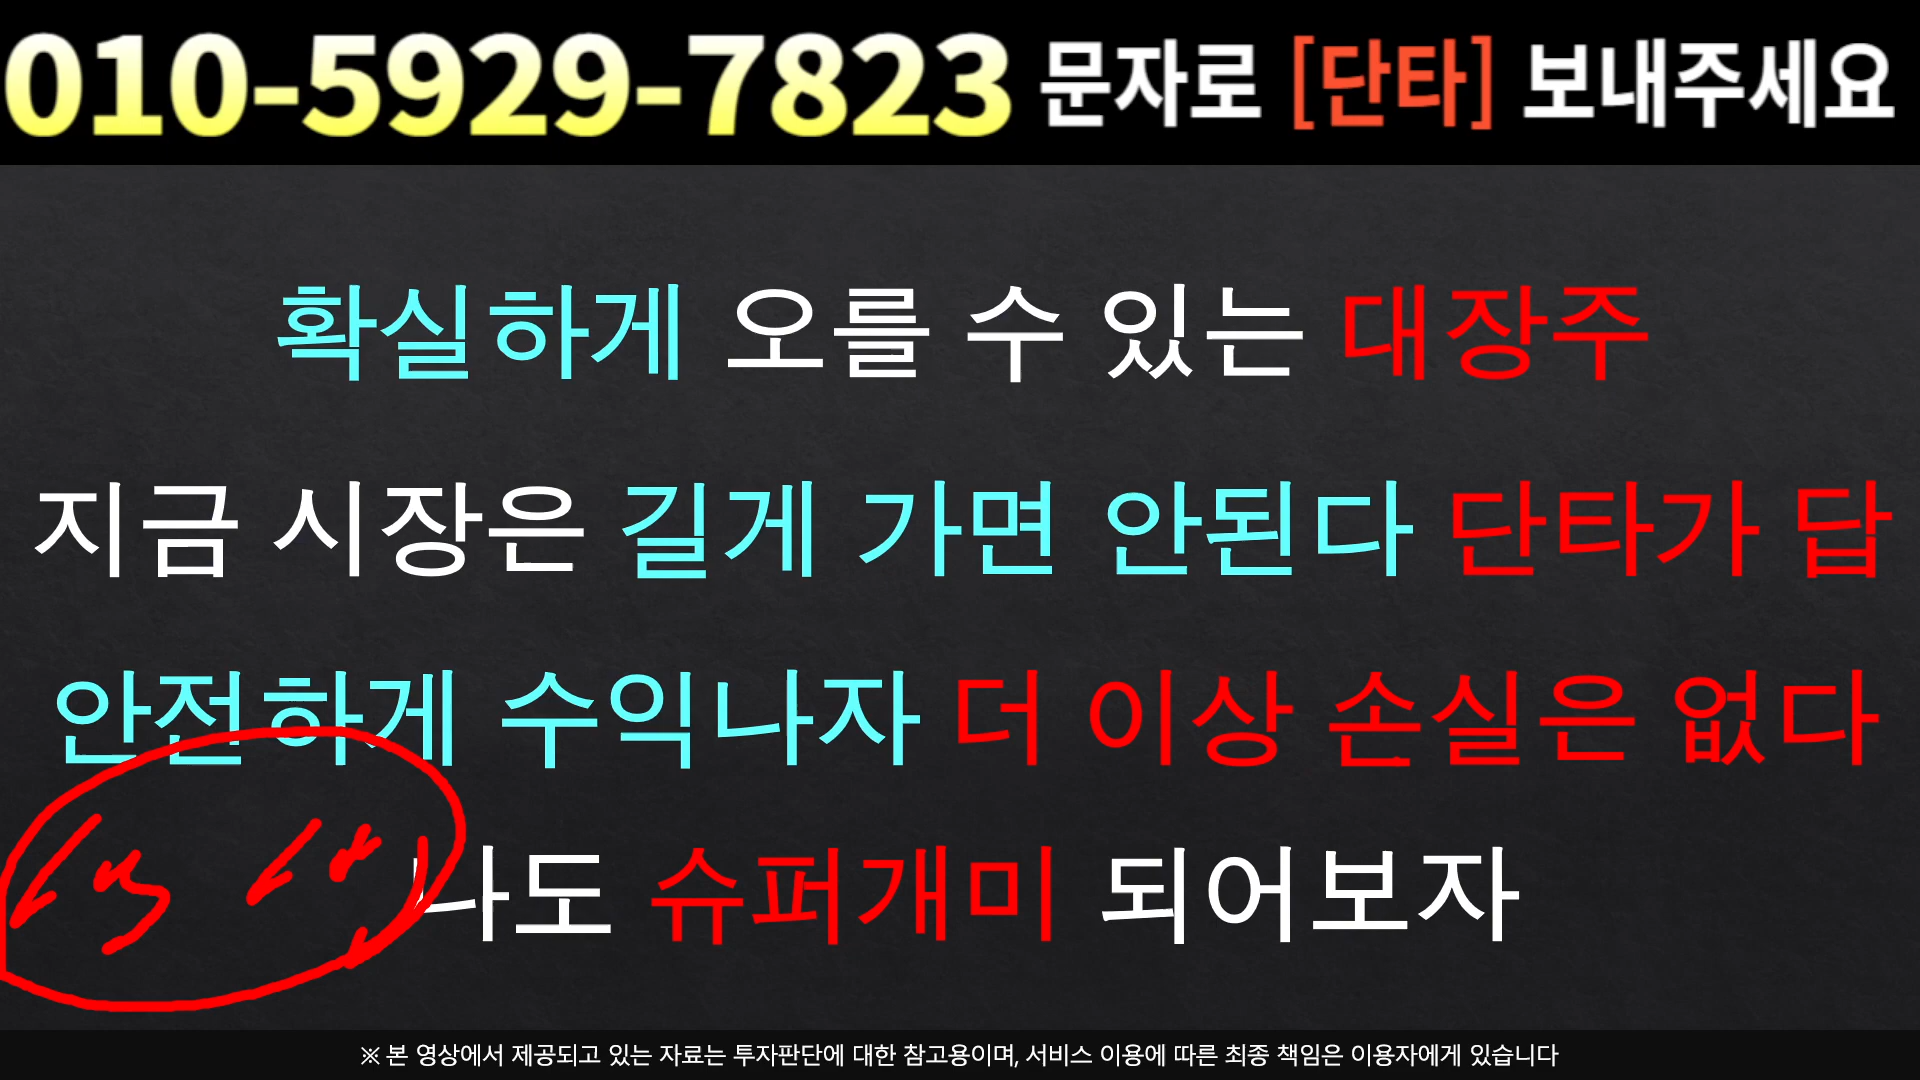 010-5929-7823 문자로 [단타] 보내주세요
확실하게 오를 수 있는 대장주
지금 시장은 길게 가면 안된다 단타가 답
안전하게 수익나자 더 이상 손실은 없다
나도 슈퍼개미 되어보자
※ 본 영상에서 제공되고 있는 자료는 투자판단에 대한 참고용이며, 서비스 이용에 따른 최종 책임은 이용자에게 있습니다